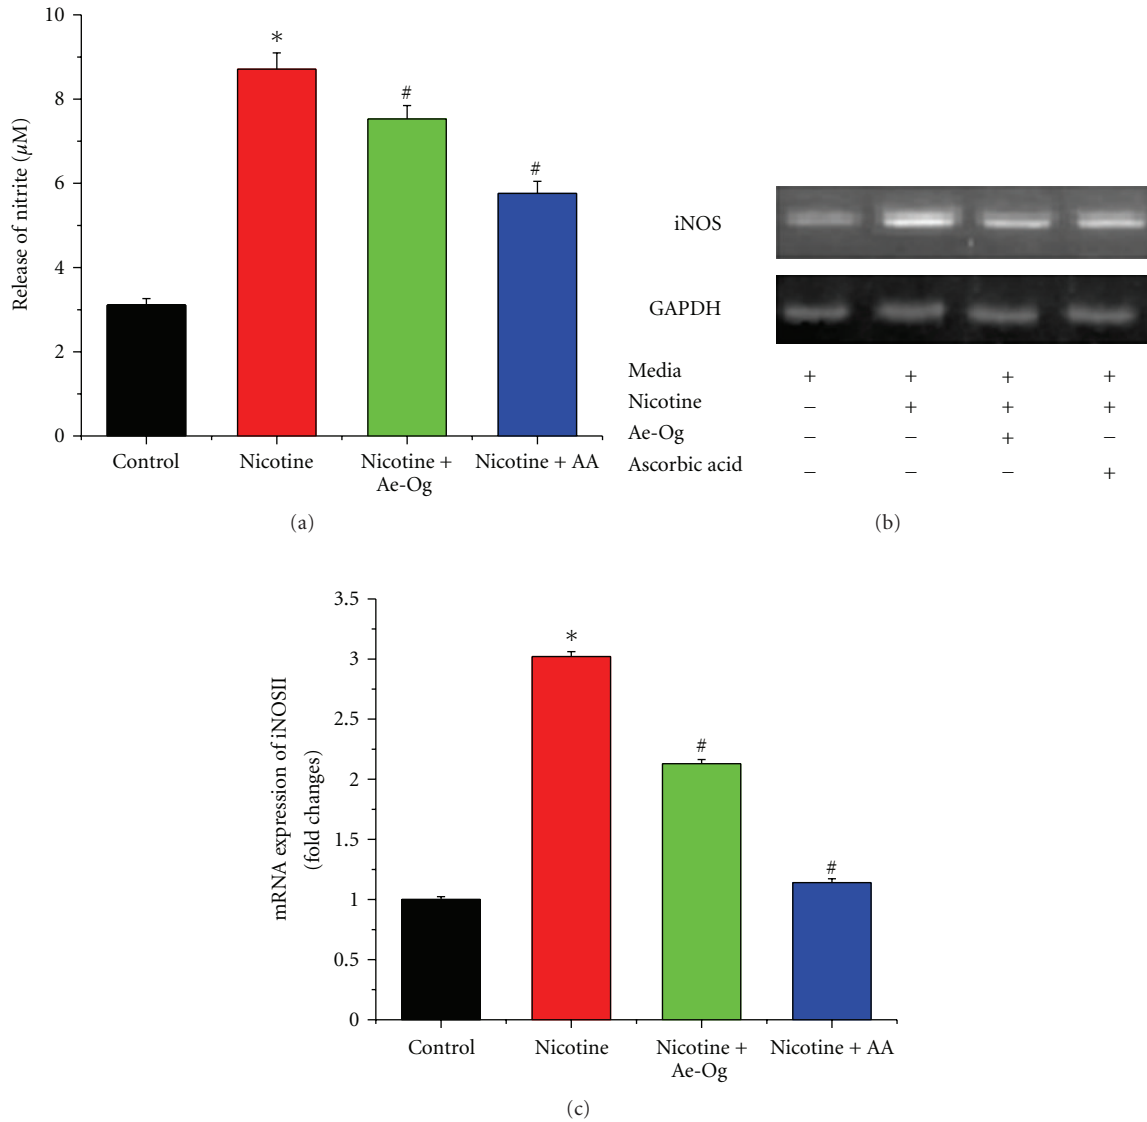 10
8
6
4
2
0
Release of nitrite (μM)
*
#
#
Control
Nicotine
Nicotine +
Ae-Og
Nicotine + AA
(a)
iNOS
GAPDH
Media + + + +
Nicotine − + + +
Ae-Og − − + −
Ascorbic acid − − − +
(b)
3.5
3
2.5
2
1.5
1
0.5
0
mRNA expression of iNOSII
(fold changes)
*
#
#
Control
Nicotine
Nicotine +
Ae-Og
Nicotine + AA
(c)